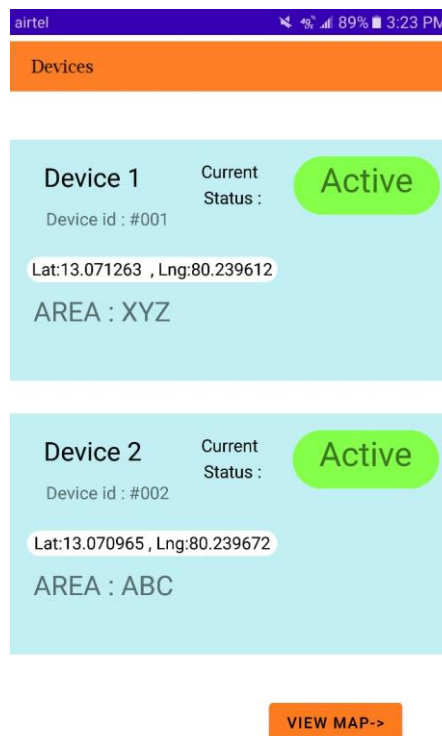 airtel 4G 89% 3:23 PM
Devices
Device 1
Current
Status :
Active
Device id : #001
Lat:13.071263 , Lng:80.239612
AREA : XYZ
Device 2
Current
Status :
Active
Device id : #002
Lat:13.070965 , Lng:80.239672
AREA : ABC
VIEW MAP->